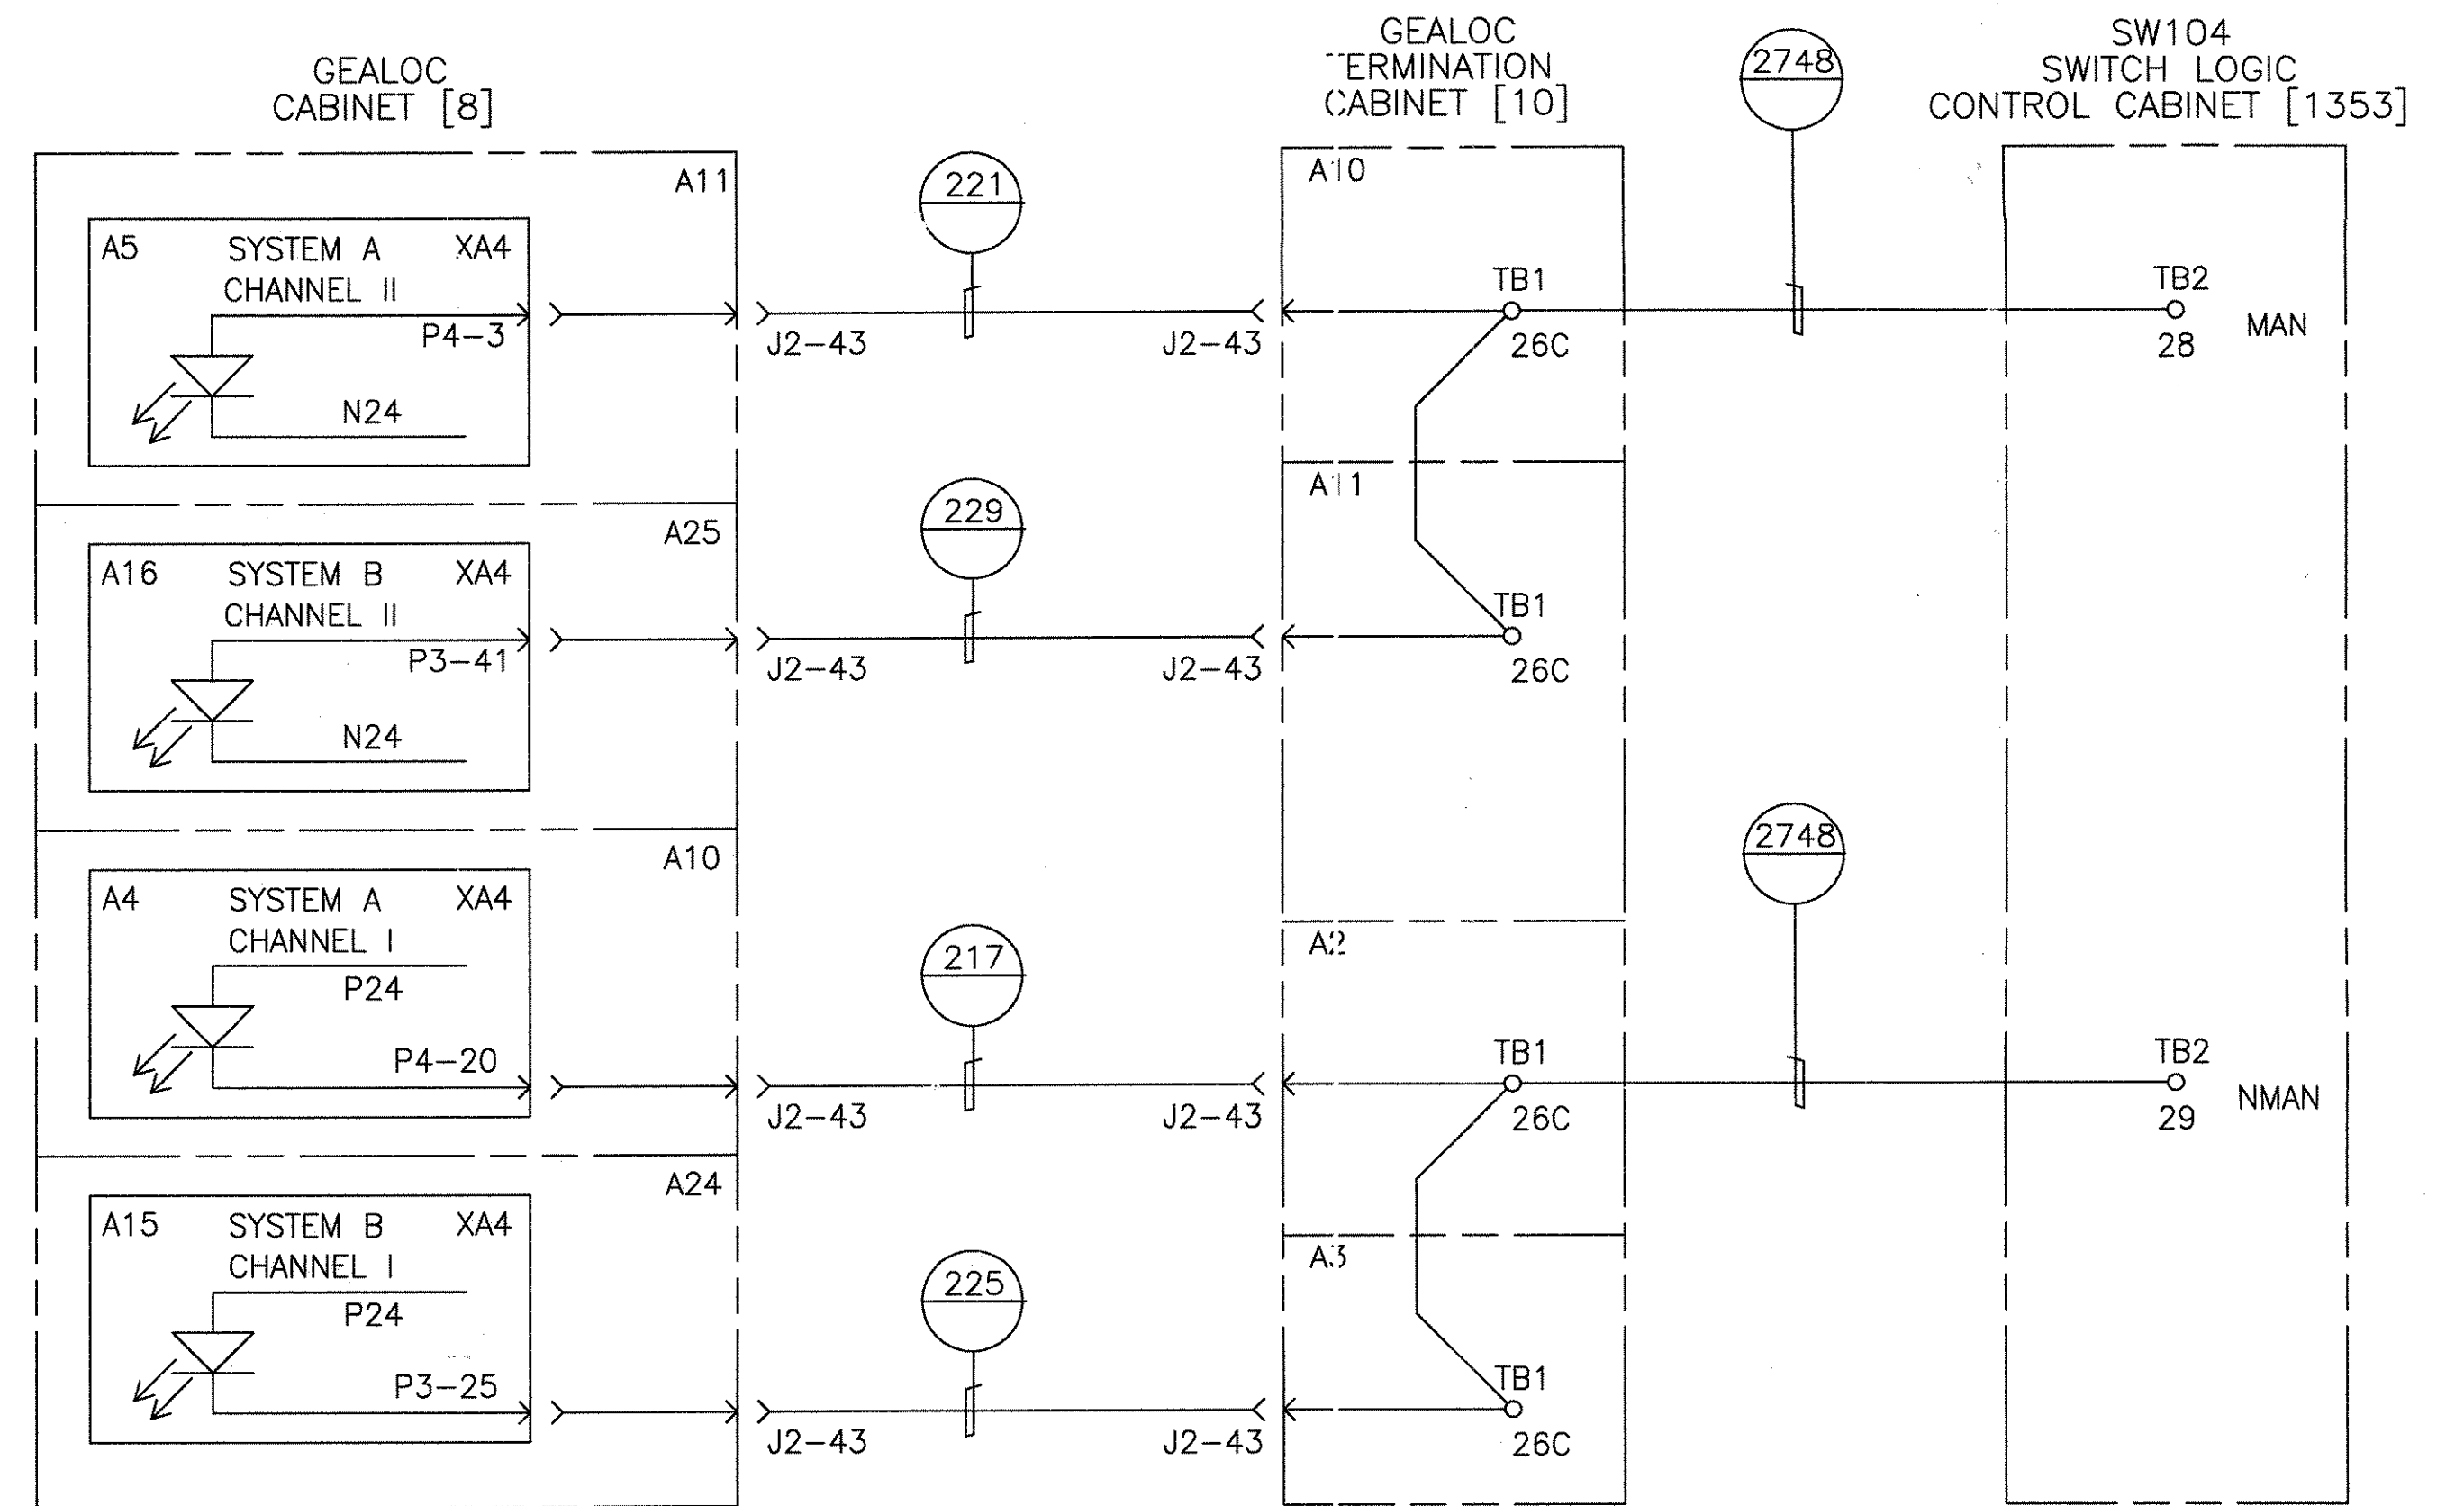 GEALOC
CABINET [8]
GEALOC
TERMINATION
CABINET [10]
2748
SW104
SWITCH LOGIC
CONTROL CABINET [1353]
A11
A5 SYSTEM A XA4
CHANNEL II
P4-3
N24
221
J2-43
J2-43
A10
TB1
26C
TB2
28
MAN
A25
A16 SYSTEM B XA4
CHANNEL II
P3-41
N24
229
J2-43
J2-43
A11
TB1
26C
A10
A4 SYSTEM A XA4
CHANNEL I
P24
P4-20
217
J2-43
J2-43
A2
TB1
26C
2748
TB2
29
NMAN
A24
A15 SYSTEM B XA4
CHANNEL I
P24
P3-25
225
J2-43
J2-43
A3
TB1
26C